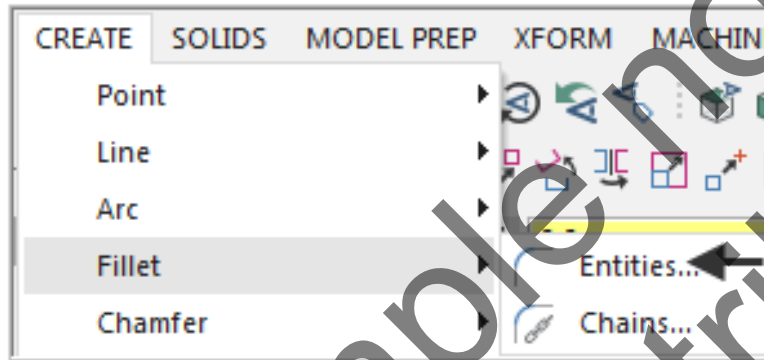 CREATE SOLIDS MODEL PREP XFORM MACHIN
Point
Line
Arc
Fillet
Entities...
Chamfer
Chains...